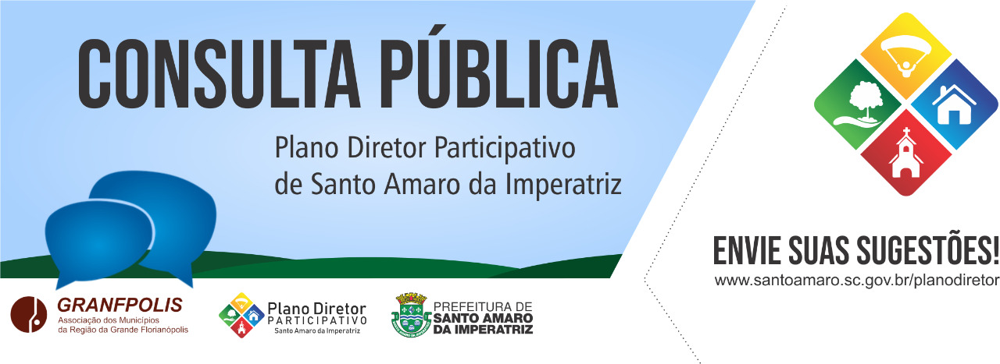 CONSULTA PÚBLICA
Plano Diretor Participativo
de Santo Amaro da Imperatriz
ENVIE SUAS SUGESTÕES!
www.santoamaro.sc.gov.br/planodiretor
GRANFPOLIS
Associação dos Municípios
da Região da Grande Florianópolis
Plano Diretor
PARTICIPATIVO
Santo Amaro da Imperatriz
PREFEITURA DE
SANTO AMARO
DA IMPERATRIZ